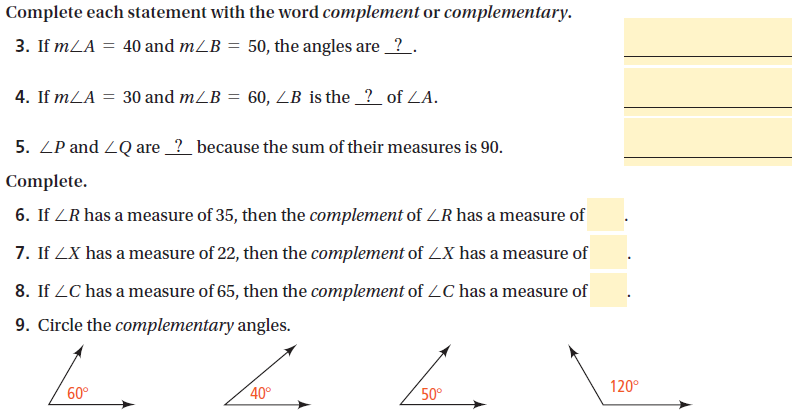 Complete each statement with the word complement or complementary.
3. If m∠A = 40 and m∠B = 50, the angles are ? .
4. If m∠A = 30 and m∠B = 60, ∠B is the ? of ∠A.
5. ∠P and ∠Q are ? because the sum of their measures is 90.
Complete.
6. If ∠R has a measure of 35, then the complement of ∠R has a measure of .
7. If ∠X has a measure of 22, then the complement of ∠X has a measure of .
8. If ∠C has a measure of 65, then the complement of ∠C has a measure of .
9. Circle the complementary angles.
60° 40° 50° 120°